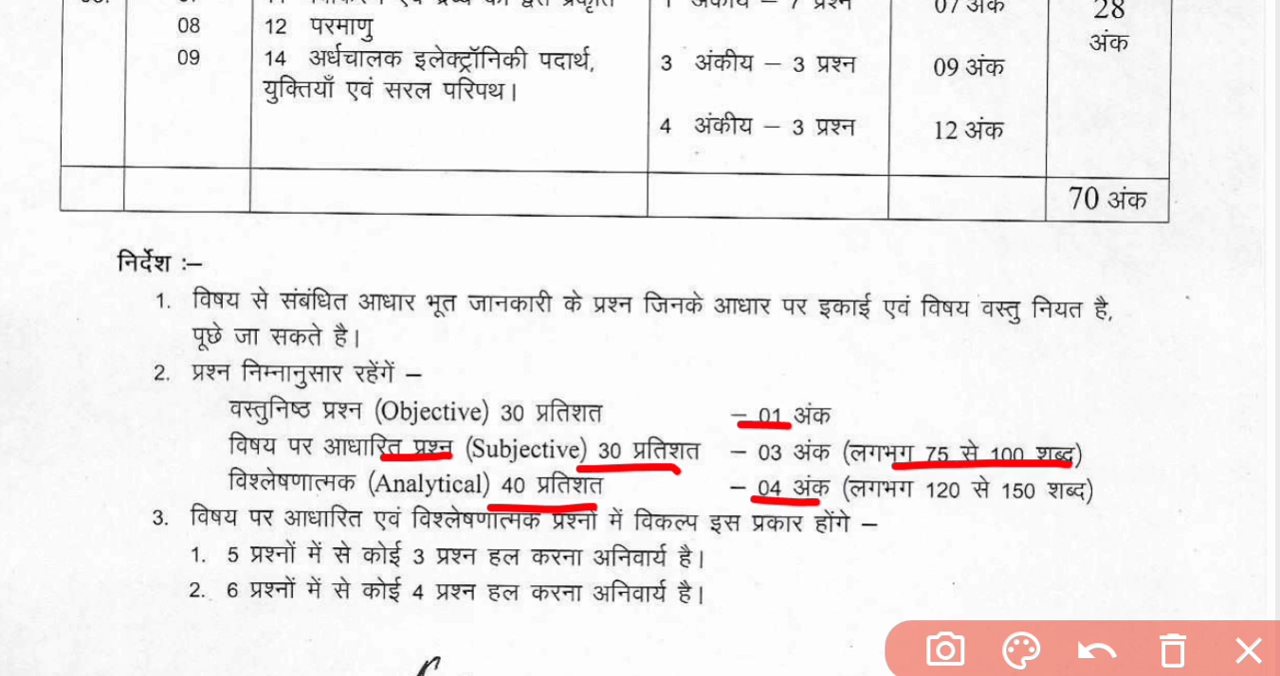 07 अंक
28
08
12 परमाणु
अंक
09
14 अर्धचालक इलेक्ट्रॉनिकी पदार्थ,
3 अंकीय – 3 प्रश्न
09 अंक
युक्तियाँ एवं सरल परिपथ।
4 अंकीय – 3 प्रश्न
12 अंक
70 अंक
निर्देश :–
1. विषय से संबंधित आधार भूत जानकारी के प्रश्न जिनके आधार पर इकाई एवं विषय वस्तु नियत है,
पूछे जा सकते है।
2. प्रश्न निम्नानुसार रहेंगें –
वस्तुनिष्ठ प्रश्न (Objective) 30 प्रतिशत – 01 अंक
विषय पर आधारित प्रश्न (Subjective) 30 प्रतिशत – 03 अंक (लगभग 75 से 100 शब्द)
विश्लेषणात्मक (Analytical) 40 प्रतिशत – 04 अंक (लगभग 120 से 150 शब्द)
3. विषय पर आधारित एवं विश्लेषणात्मक प्रश्नों में विकल्प इस प्रकार होंगे –
1. 5 प्रश्नों में से कोई 3 प्रश्न हल करना अनिवार्य है।
2. 6 प्रश्नों में से कोई 4 प्रश्न हल करना अनिवार्य है।